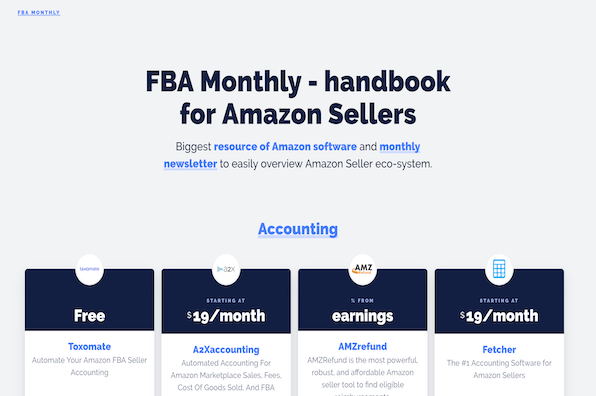 FBA MONTHLY
FBA Monthly - handbook
for Amazon Sellers
Biggest resource of Amazon software and monthly
newsletter to easily overview Amazon Seller eco-system.
Accounting
taxomate
Free
Toxomate
Automate Your Amazon FBA Seller
Accounting
a2x
STARTING AT
$19/month
A2Xaccounting
Automated Accounting For
Amazon Marketplace Sales, Fees,
Cost Of Goods Sold, And FBA
AMZ
% FROM
earnings
AMZrefund
AMZRefund is the most powerful,
robust, and affordable Amazon
seller tool to find eligible
STARTING AT
$19/month
Fetcher
The #1 Accounting Software for
Amazon Sellers